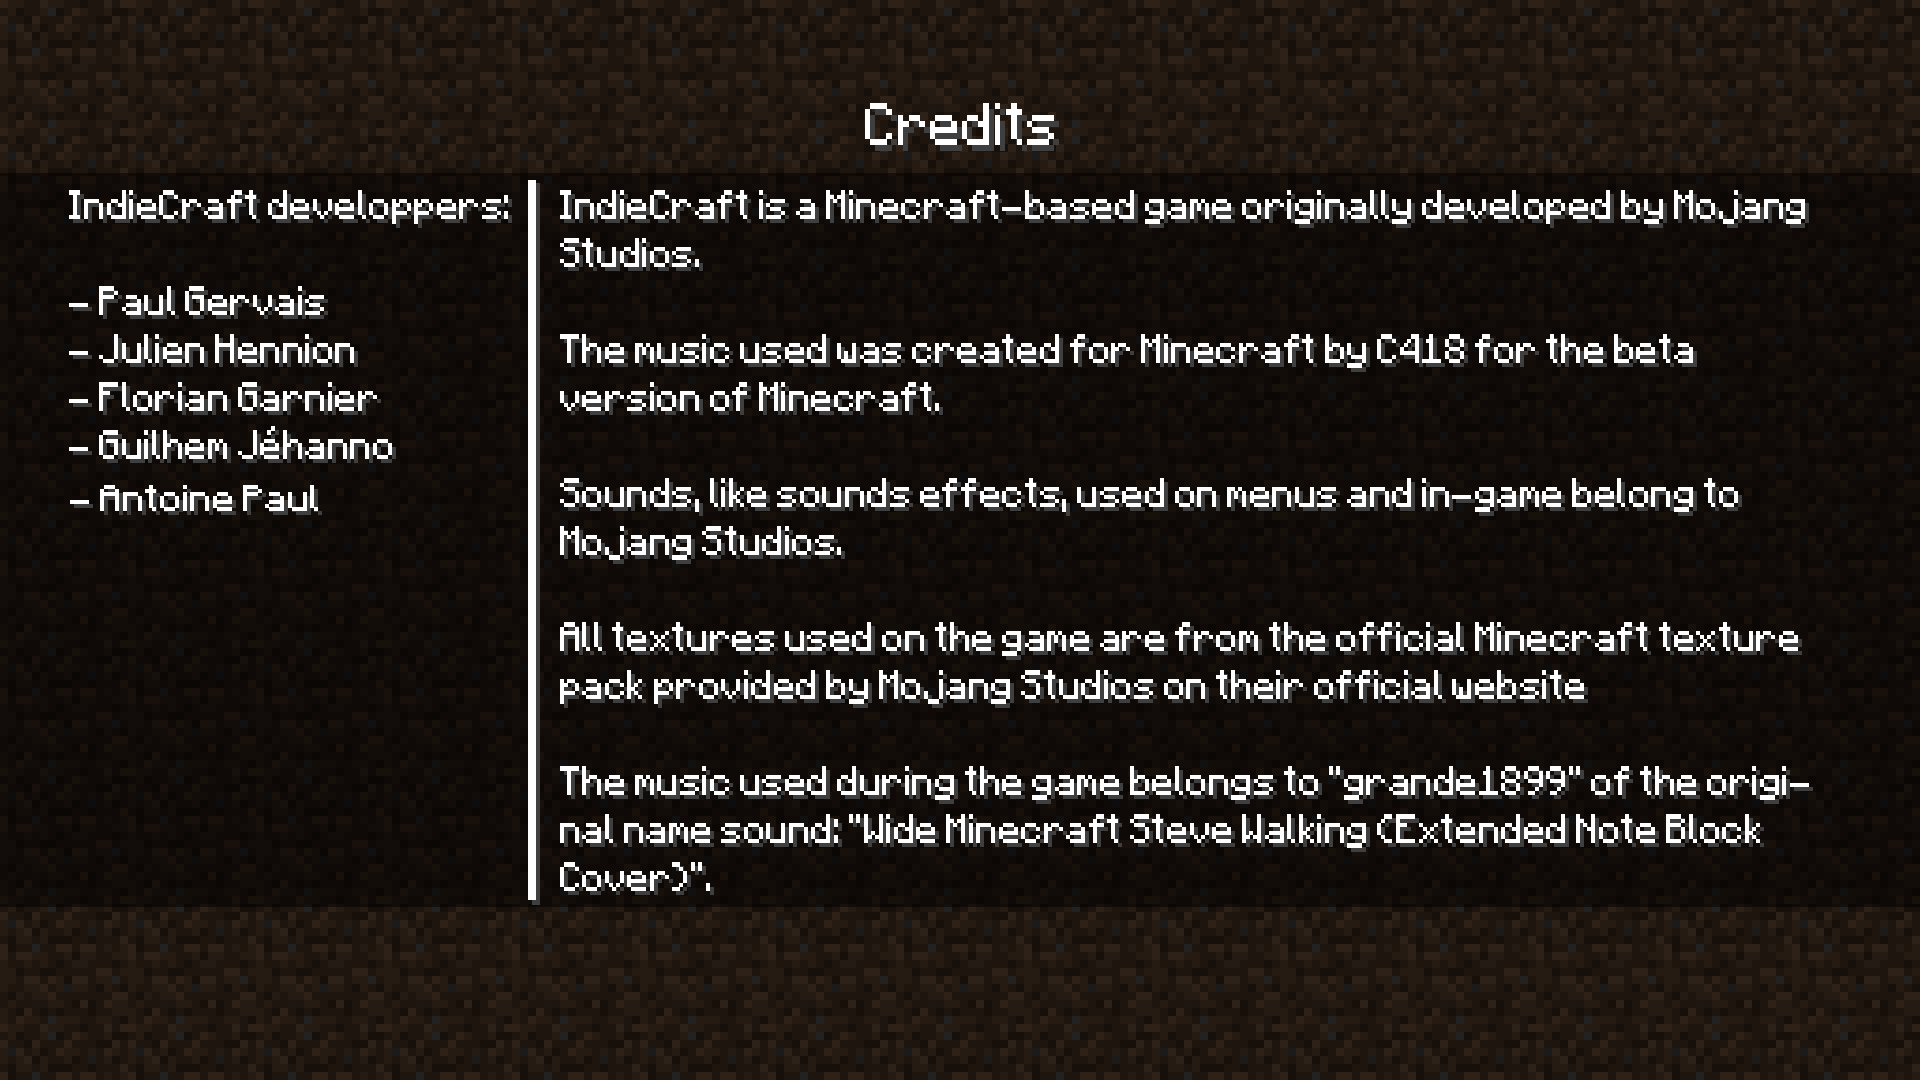 Credits
IndieCraft developpers:
- Paul Gervais
- Julien Hennion
- Florian Garnier
- Guilhem Jéhanno
- Antoine Paul
IndieCraft is a Minecraft-based game originally developed by Mojang
Studios.
The music used was created for Minecraft by C418 for the beta
version of Minecraft.
Sounds, like sounds effects, used on menus and in-game belong to
Mojang Studios.
All textures used on the game are from the official Minecraft texture
pack provided by Mojang Studios on their official website
The music used during the game belongs to "grande1899" of the origi-
nal name sound: "Wide Minecraft Steve Walking (Extended Note Block
Cover)".